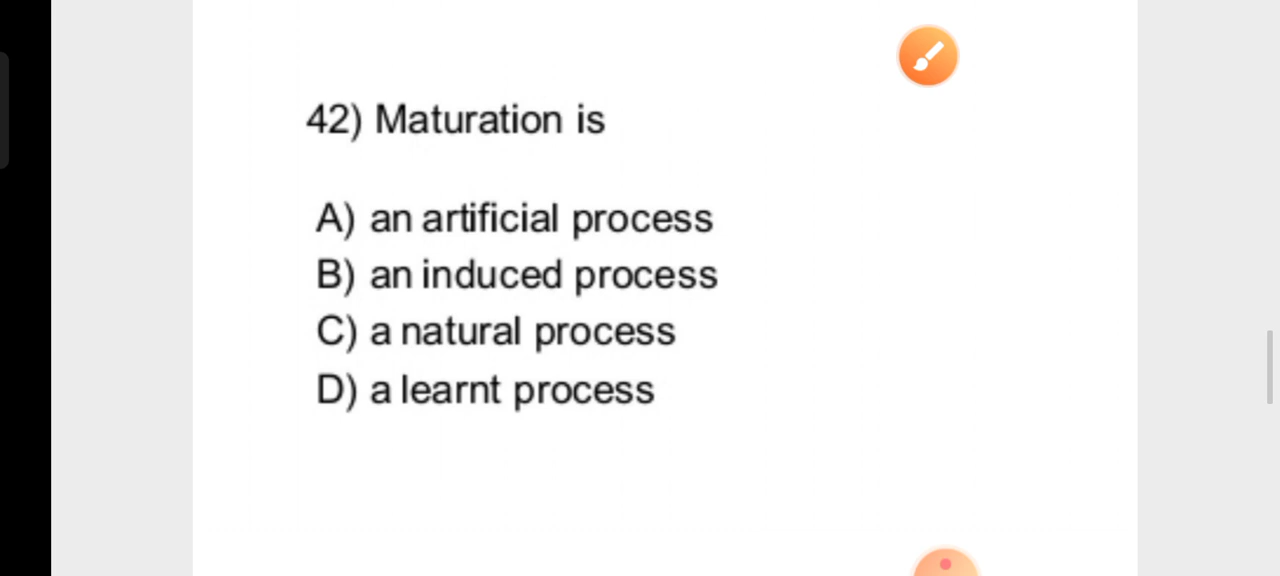 42) Maturation is
A) an artificial process
B) an induced process
C) a natural process
D) a learnt process